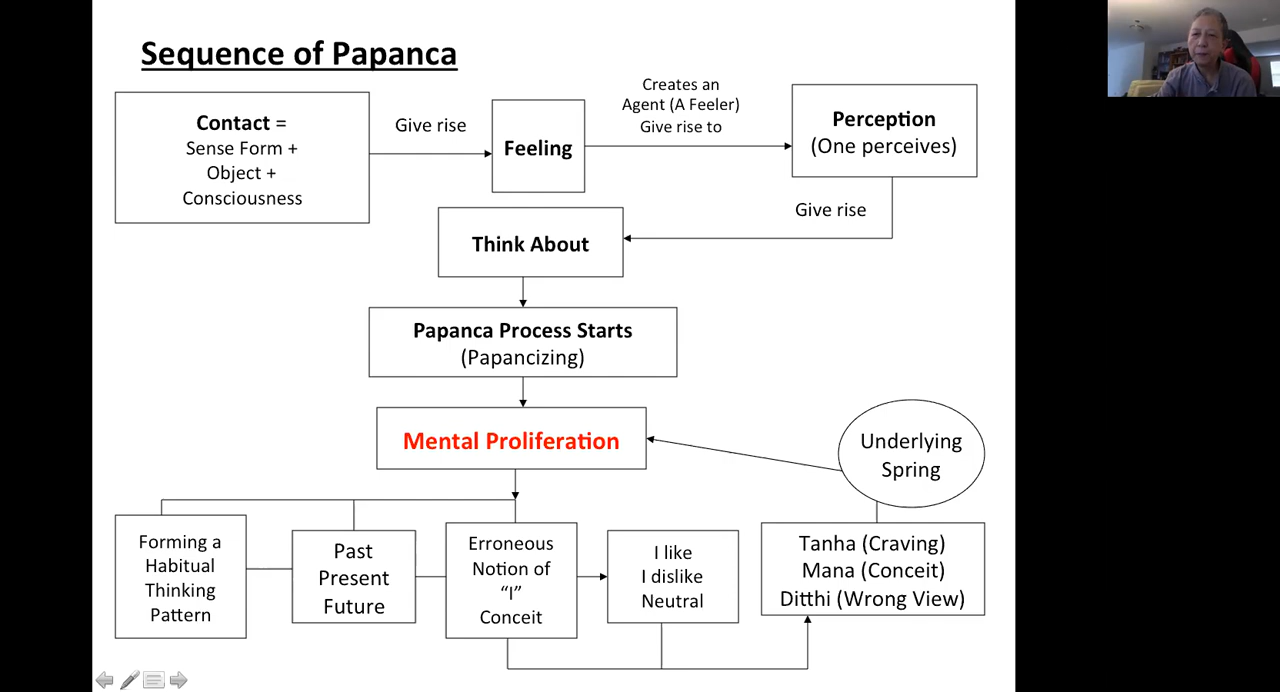 Sequence of Papanca
Contact =
Sense Form +
Object +
Consciousness
Give rise
Feeling
Creates an
Agent (A Feeler)
Give rise to
Perception
(One perceives)
Give rise
Think About
Papanca Process Starts
(Papancizing)
Mental Proliferation
Underlying
Spring
Forming a
Habitual
Thinking
Pattern
Past
Present
Future
Erroneous
Notion of
“I”
Conceit
I like
I dislike
Neutral
Tanha (Craving)
Mana (Conceit)
Ditthi (Wrong View)